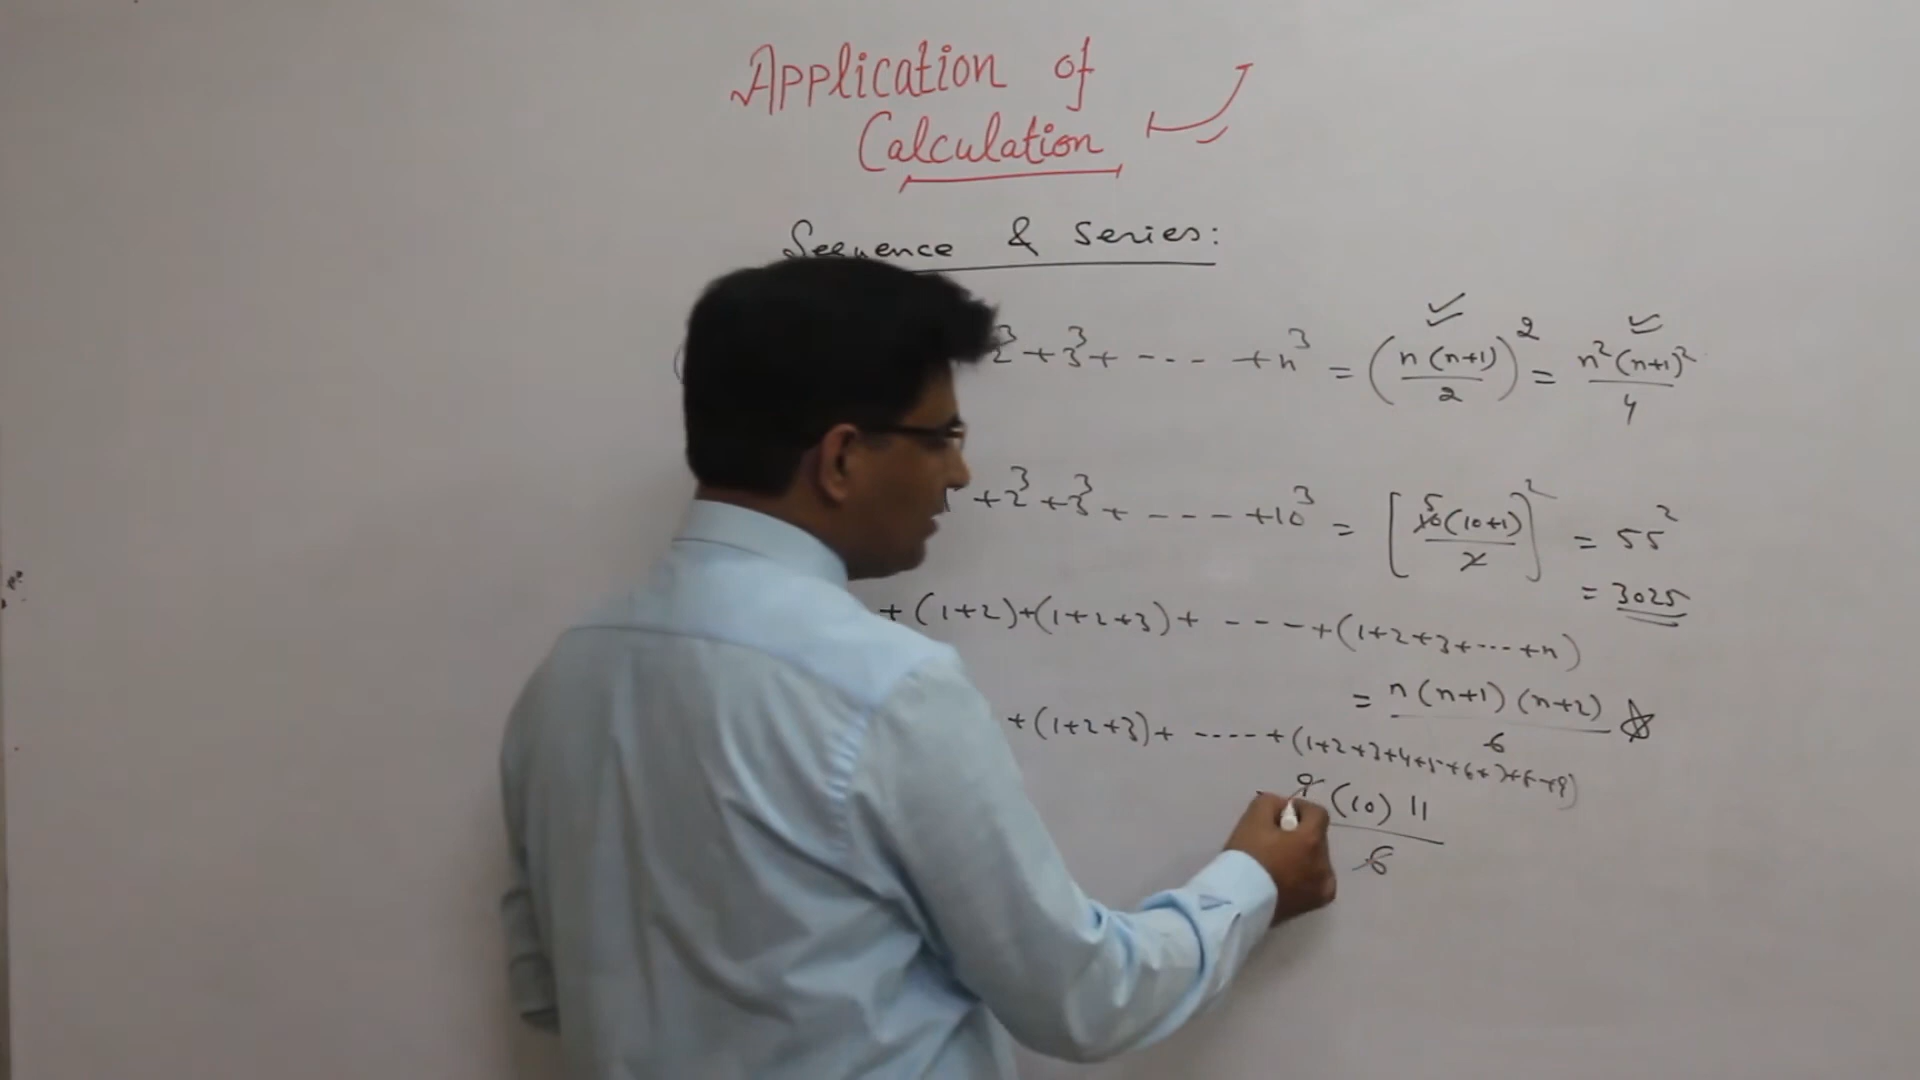 Application of
Calculation
Sequence & Series:
2³ + 3³ + --- + n³ = (n(n+1)/2)² = n²(n+1)²/4
+ 2³ + 3³ + ---- + 10³ = [10(10+1)/2]² = 55²
5
= 3025
+ (1+2) + (1+2+3) + ---- + (1+2+3+---+n)
= n(n+1)(n+2)/6
+ (1+2+3) + ---- + (1+2+3+4+5+6+7+8+9)
9(10)11/6